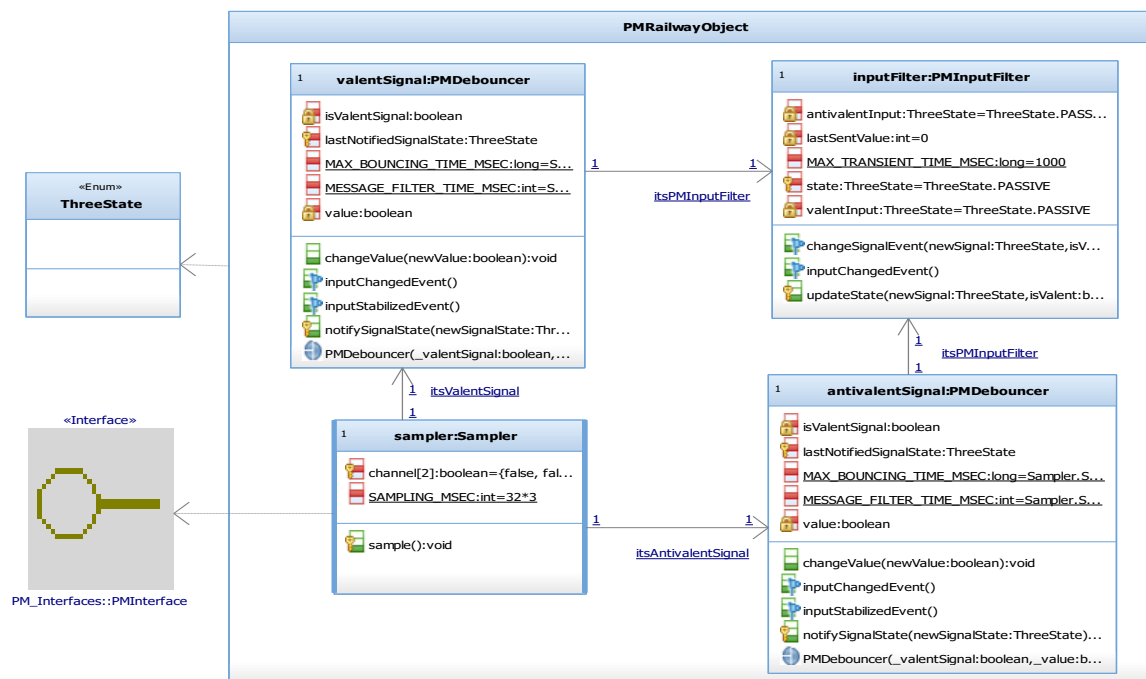 PMRailwayObject
«Enum»
ThreeState
«Interface»
PM_Interfaces::PMInterface
1
valentSignal:PMDebouncer
isValentSignal:boolean
lastNotifiedSignalState:ThreeState
MAX_BOUNCING_TIME_MSEC:long=S...
MESSAGE_FILTER_TIME_MSEC:int=S...
value:boolean
changeValue(newValue:boolean):void
inputChangedEvent()
inputStabilizedEvent()
notifySignalState(newSignalState:Thr...
PMDebouncer(_valentSignal:boolean,...
1
1
itsPMInputFilter
1
inputFilter:PMInputFilter
antivalentInput:ThreeState=ThreeState.PASS...
lastSentValue:int=0
MAX_TRANSIENT_TIME_MSEC:long=1000
state:ThreeState=ThreeState.PASSIVE
valentInput:ThreeState=ThreeState.PASSIVE
changeSignalEvent(newSignal:ThreeState,isV...
inputChangedEvent()
updateState(newSignal:ThreeState,isValent:b...
1
itsPMInputFilter
1
1
itsValentSignal
1
1
sampler:Sampler
channel[2]:boolean={false, fal...
SAMPLING_MSEC:int=32*3
sample():void
1
1
itsAntivalentSignal
1
antivalentSignal:PMDebouncer
isValentSignal:boolean
lastNotifiedSignalState:ThreeState
MAX_BOUNCING_TIME_MSEC:long=Sampler.S...
MESSAGE_FILTER_TIME_MSEC:int=Sampler.S...
value:boolean
changeValue(newValue:boolean):void
inputChangedEvent()
inputStabilizedEvent()
notifySignalState(newSignalState:ThreeState)...
PMDebouncer(_valentSignal:boolean,_value:b...